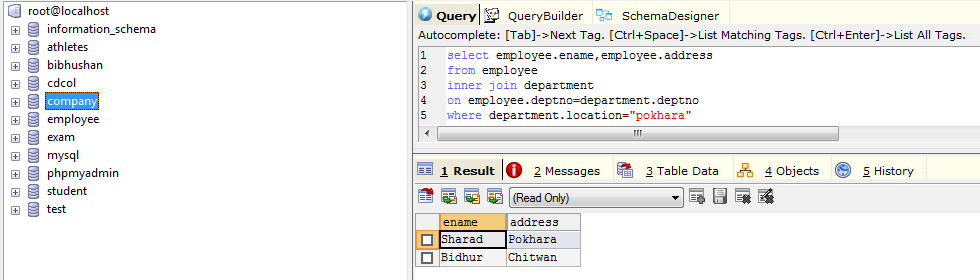 root@localhost
information_schema
athletes
bibhushan
cdcol
company
employee
exam
mysql
phpmyadmin
student
test
Query QueryBuilder SchemaDesigner
Autocomplete: [Tab]->Next Tag. [Ctrl+Space]->List Matching Tags. [Ctrl+Enter]->List All Tags.
1 select employee.ename,employee.address
2 from employee
3 inner join department
4 on employee.deptno=department.deptno
5 where department.location="pokhara"
1 Result 2 Messages 3 Table Data 4 Objects 5 History
(Read Only)
ename address
Sharad Pokhara
Bidhur Chitwan